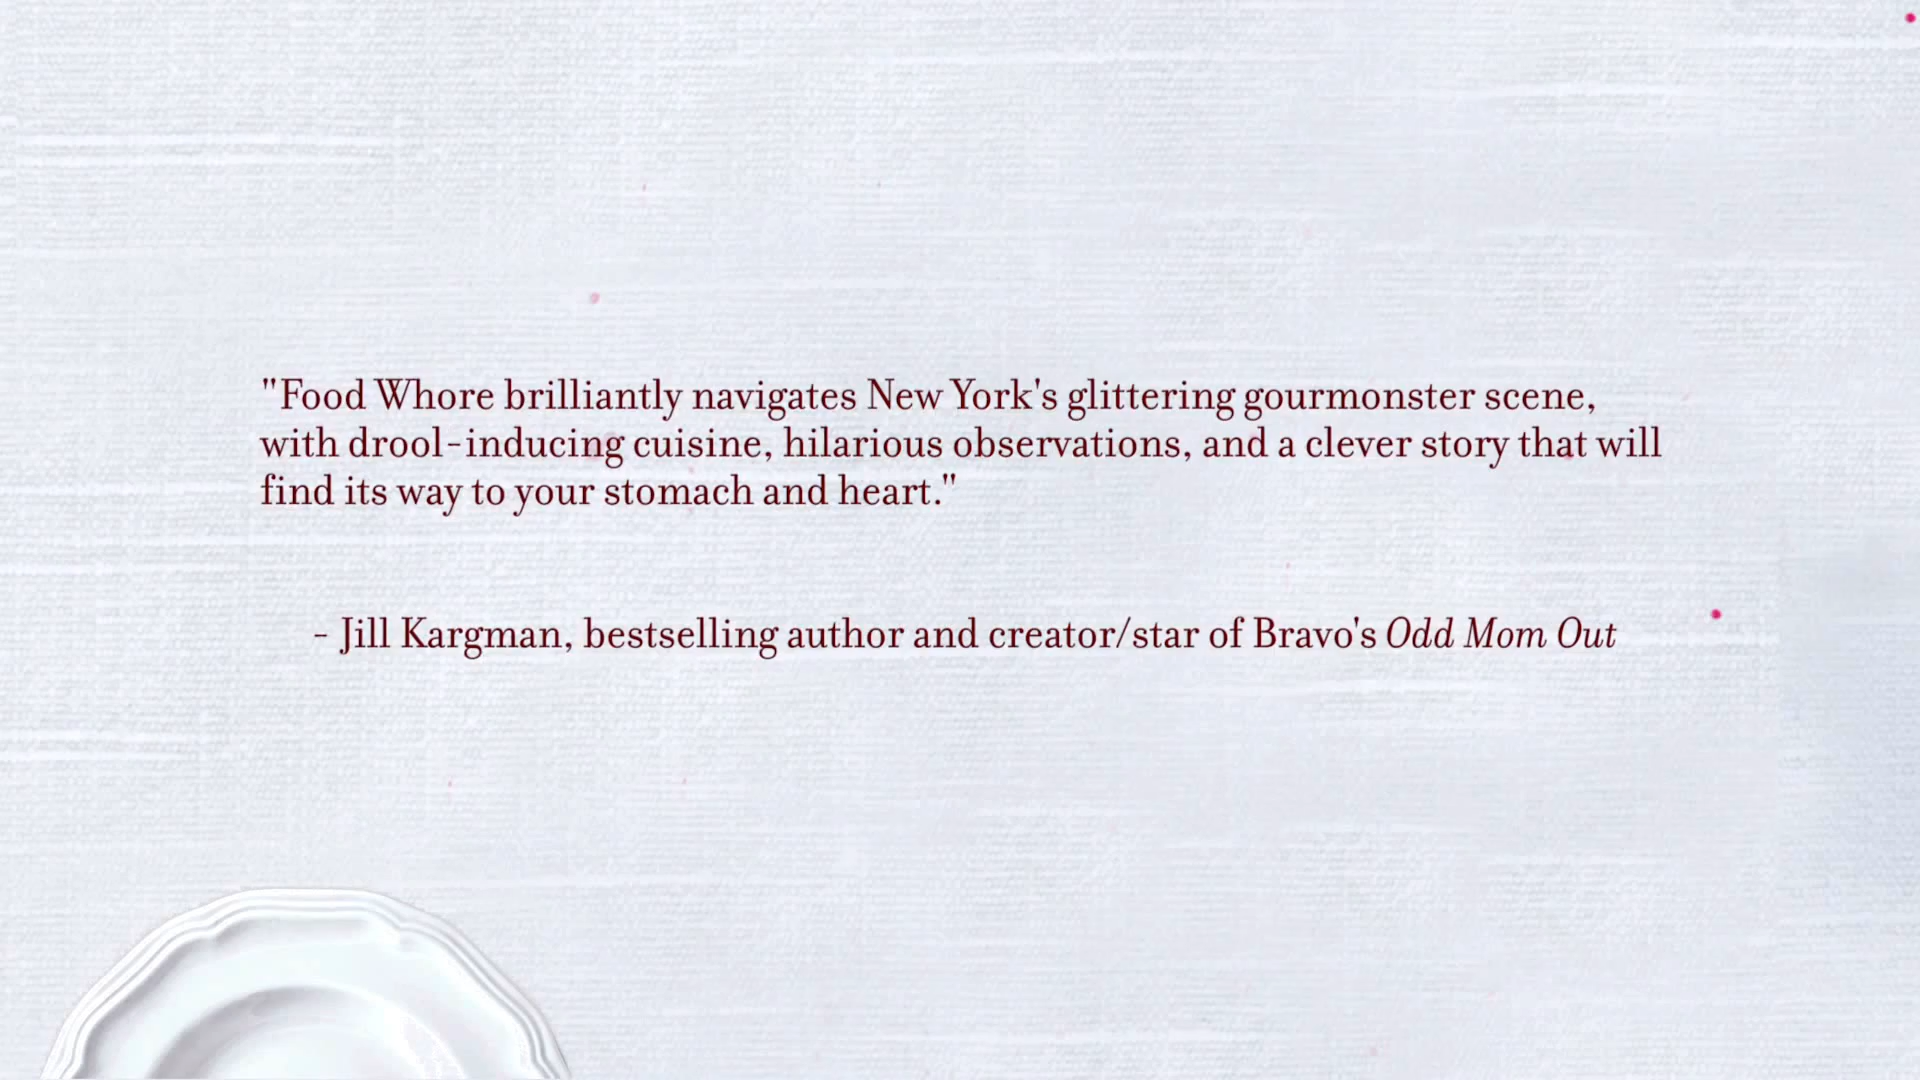 "Food Whore brilliantly navigates New York's glittering gourmonster scene,
with drool-inducing cuisine, hilarious observations, and a clever story that will
find its way to your stomach and heart."
- Jill Kargman, bestselling author and creator/star of Bravo's Odd Mom Out